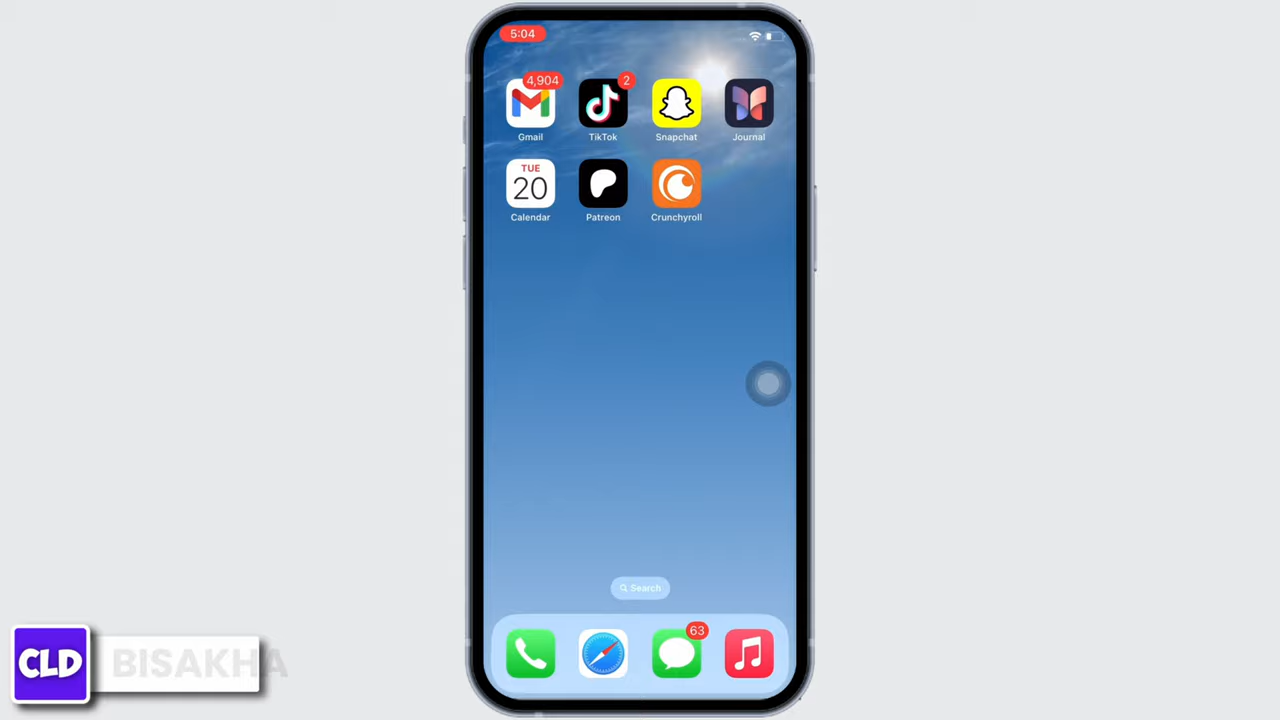 5:04
4,904
2
Gmail
TikTok
Snapchat
Journal
TUE
20
Calendar
Patreon
Crunchyroll
Search
63
CLD
BISAKHA